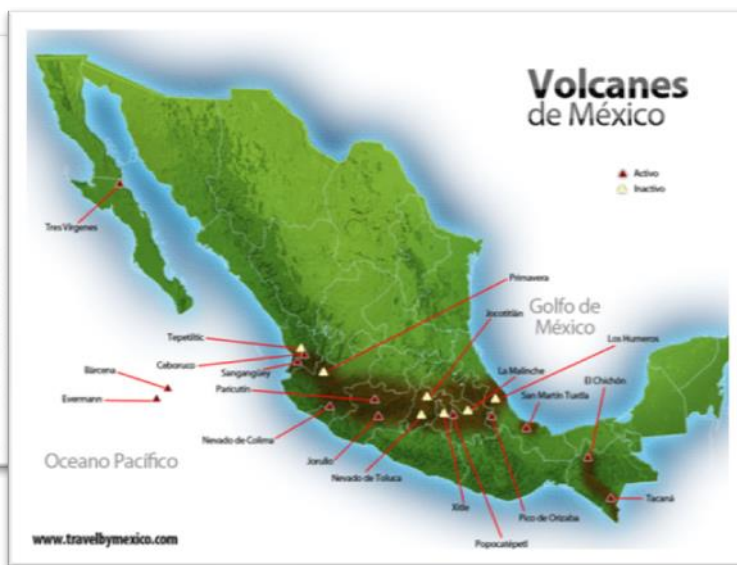 Volcanes
de México
Activo
Inactivo
Tres Vírgenes
Primavera
Golfo de
México
Jocotitlán
Tepetiltic
Los Humeros
Ceboruco
La Malinche
Sangangüey
Bárcena
El Chichón
Paricutín
San Martín Tuxtla
Evermann
Nevado de Colima
Oceano Pacífico
Jorullo
Nevado de Toluca
Tacaná
Xitle
Pico de Orizaba
www.travelbymexico.com
Popocatépetl